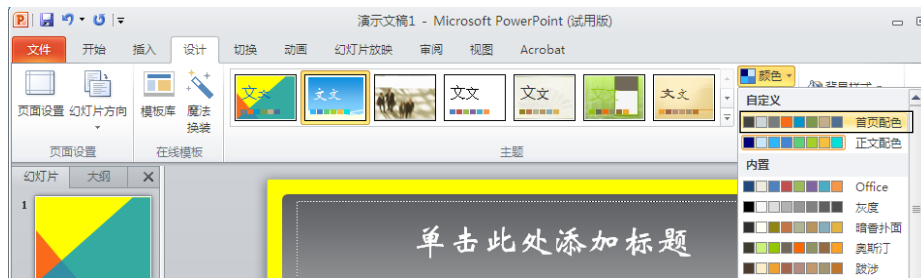 演示文稿1 - Microsoft PowerPoint (试用版)
文件 开始 插入 设计 切换 动画 幻灯片放映 审阅 视图 Acrobat
颜色
页面设置 幻灯片方向 模板库 魔法换装
文文 文文 文文 文文 文文 文文
页面设置 在线模板 主题
背景样式
自定义
首页配色
正文配色
内置
Office
灰度
暗香扑面
奥斯汀
跋涉
幻灯片 大纲 X
1
单击此处添加标题